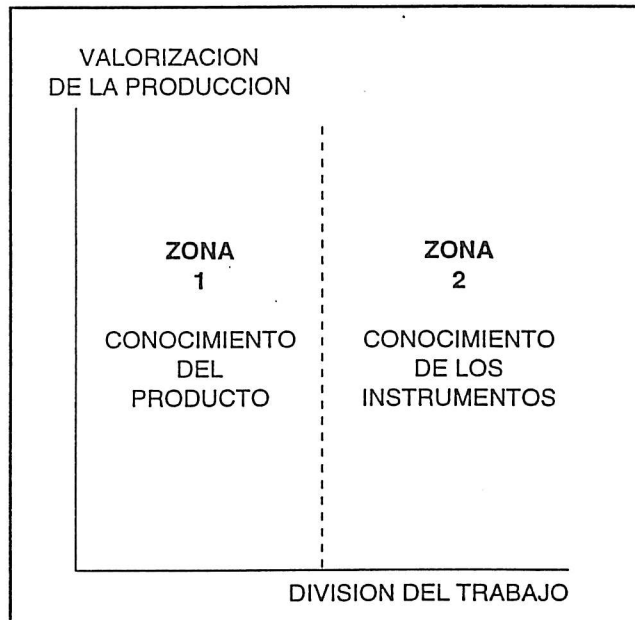 VALORIZACION
DE LA PRODUCCION
ZONA
1
CONOCIMIENTO
DEL
PRODUCTO
ZONA
2
CONOCIMIENTO
DE LOS
INSTRUMENTOS
DIVISION DEL TRABAJO